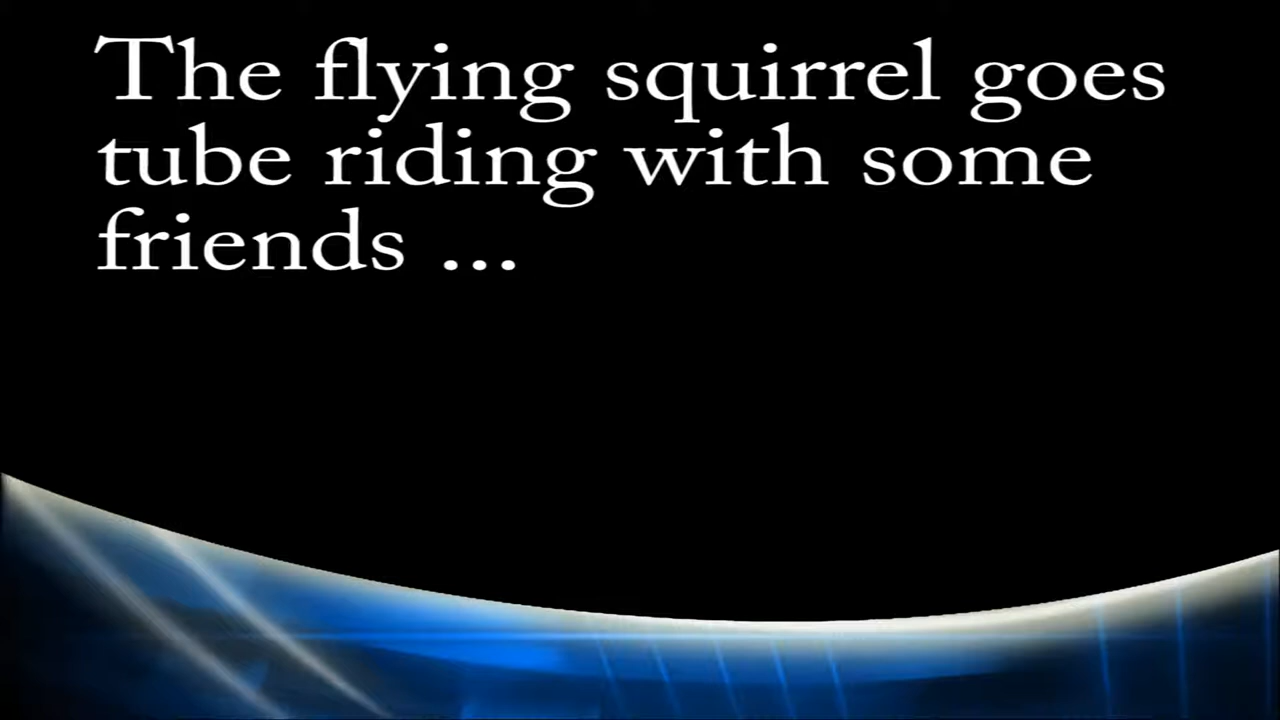 The flying squirrel goes
tube riding with some
friends ...